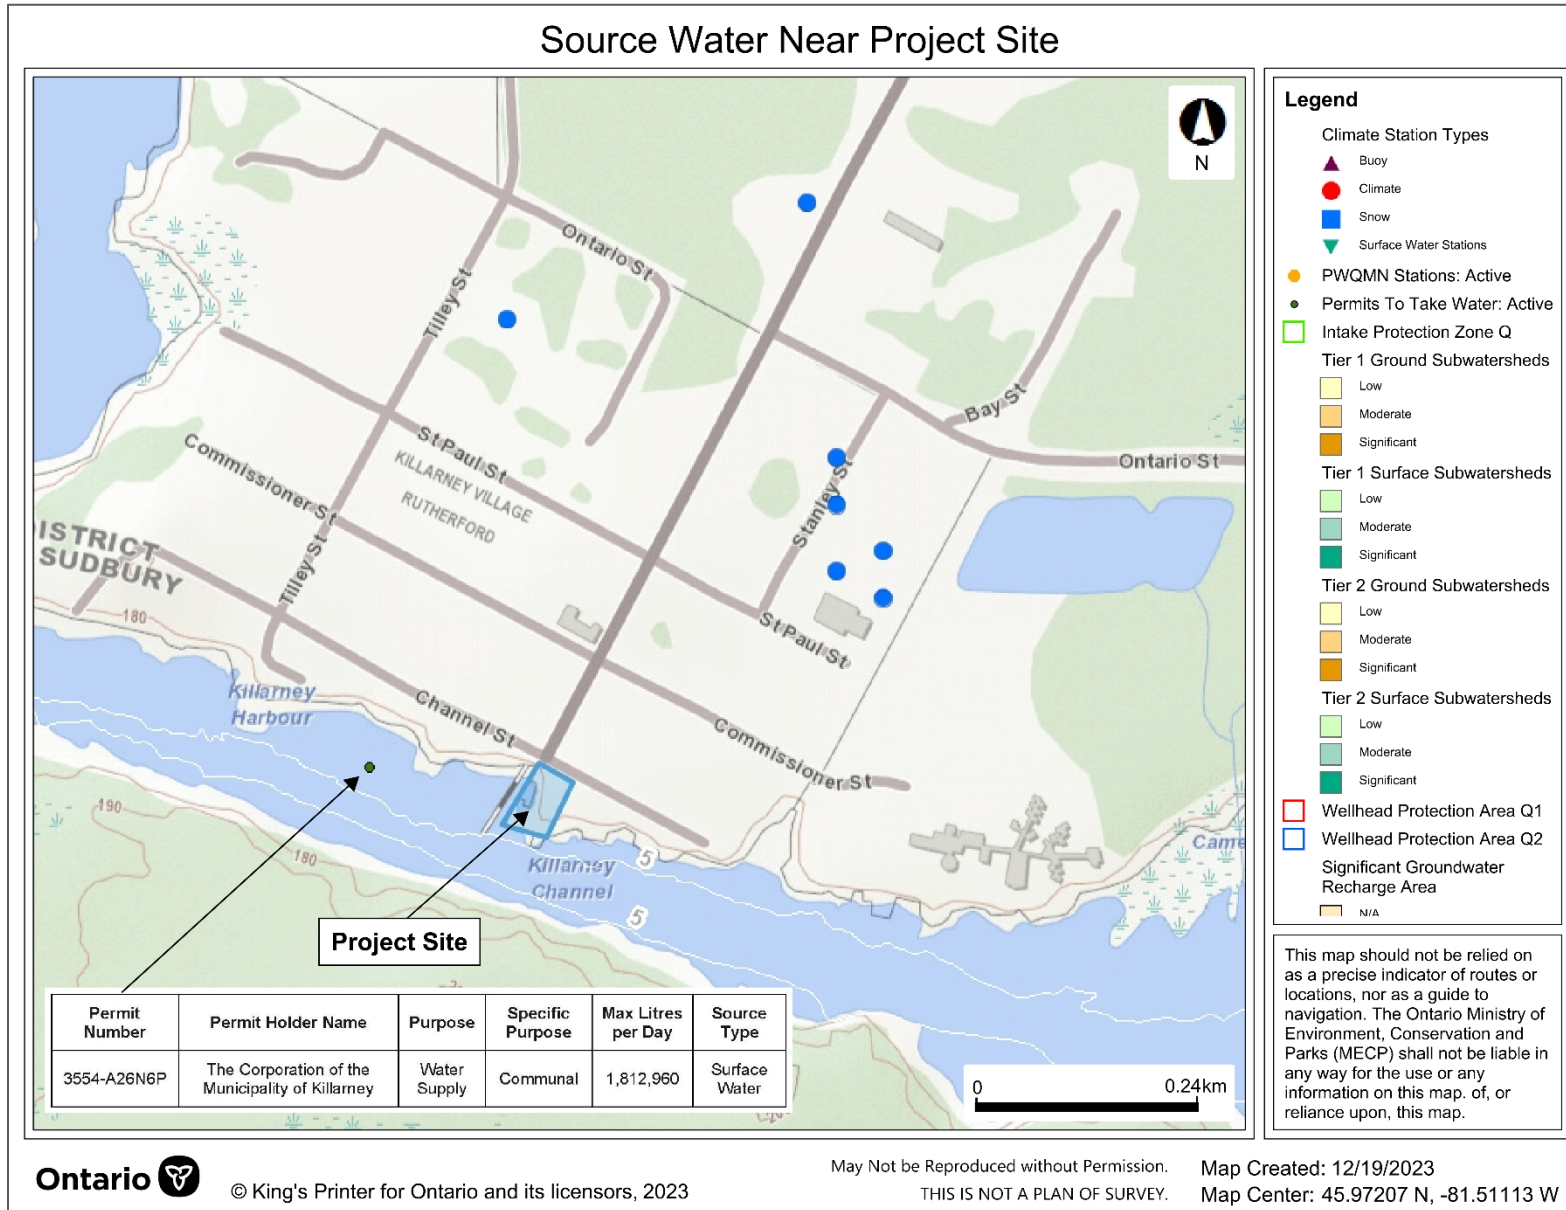 Source Water Near Project Site
N
Ontario St
Tilley St
Bay St
St Paul St
KILLARNEY VILLAGE
RUTHERFORD
Commissioner St
Stanley St
Ontario St
DISTRICT
SUDBURY
Tilley St
180
St Paul St
Killarney
Harbour
Channel St
Commissioner St
190
180
5
Killarney
Channel
5
Came
Project Site
Permit
Number
Permit Holder Name
Purpose
Specific
Purpose
Max Litres
per Day
Source
Type
3554-A26N6P
The Corporation of the
Municipality of Killarney
Water
Supply
Communal
1,812,960
Surface
Water
0 0.24km
Legend
Climate Station Types
Buoy
Climate
Snow
Surface Water Stations
PWQMN Stations: Active
Permits To Take Water: Active
Intake Protection Zone Q
Tier 1 Ground Subwatersheds
Low
Moderate
Significant
Tier 1 Surface Subwatersheds
Low
Moderate
Significant
Tier 2 Ground Subwatersheds
Low
Moderate
Significant
Tier 2 Surface Subwatersheds
Low
Moderate
Significant
Wellhead Protection Area Q1
Wellhead Protection Area Q2
Significant Groundwater
Recharge Area
N/A
This map should not be relied on
as a precise indicator of routes or
locations, nor as a guide to
navigation. The Ontario Ministry of
Environment, Conservation and
Parks (MECP) shall not be liable in
any way for the use or any
information on this map. of, or
reliance upon, this map.
Ontario
© King's Printer for Ontario and its licensors, 2023
May Not be Reproduced without Permission.
THIS IS NOT A PLAN OF SURVEY.
Map Created: 12/19/2023
Map Center: 45.97207 N, -81.51113 W